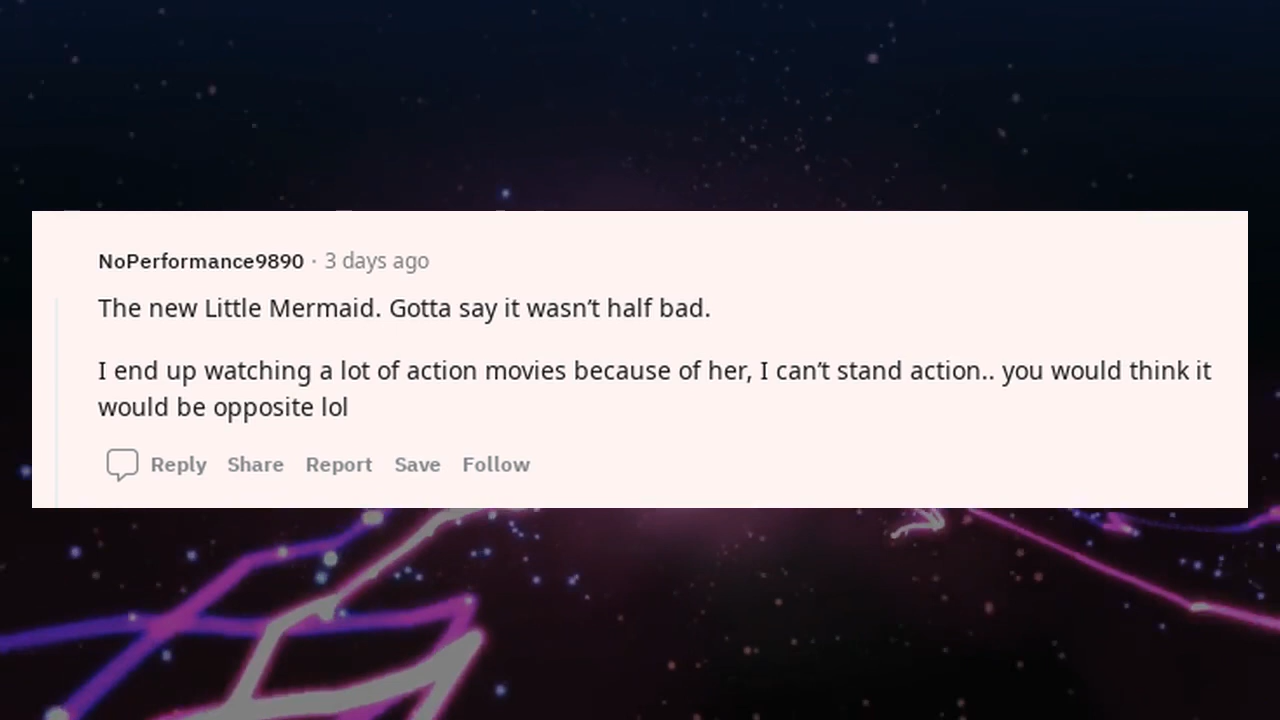 NoPerformance9890 · 3 days ago
The new Little Mermaid. Gotta say it wasn’t half bad.
I end up watching a lot of action movies because of her, I can’t stand action.. you would think it
would be opposite lol
Reply Share Report Save Follow